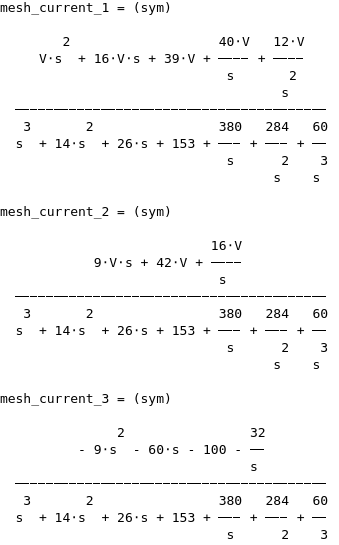 mesh_current_1 = (sym)
2 40⋅V 12⋅V
V⋅s + 16⋅V⋅s + 39⋅V + ──── + ────
s 2
s
─────────────────────────────────────────
3 2 380 284 60
s + 14⋅s + 26⋅s + 153 + ─── + ─── + ──
s 2 3
s s
mesh_current_2 = (sym)
16⋅V
9⋅V⋅s + 42⋅V + ────
s
─────────────────────────────────────────
3 2 380 284 60
s + 14⋅s + 26⋅s + 153 + ─── + ─── + ──
s 2 3
s s
mesh_current_3 = (sym)
2 32
- 9⋅s - 60⋅s - 100 - ──
s
─────────────────────────────────────────
3 2 380 284 60
s + 14⋅s + 26⋅s + 153 + ─── + ─── + ──
s 2 3